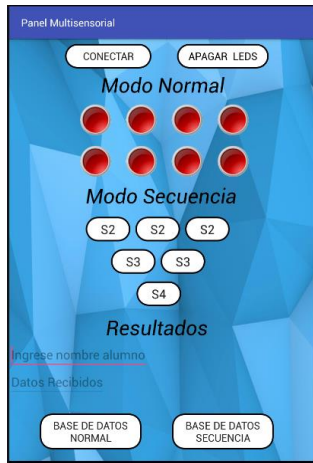 Panel Multisensorial
CONECTAR APAGAR LEDS
Modo Normal
Modo Secuencia
S2 S2 S2
S3 S3
S4
Resultados
Ingrese nombre alumno
Datos Recibidos
BASE DE DATOS BASE DE DATOS
NORMAL SECUENCIA